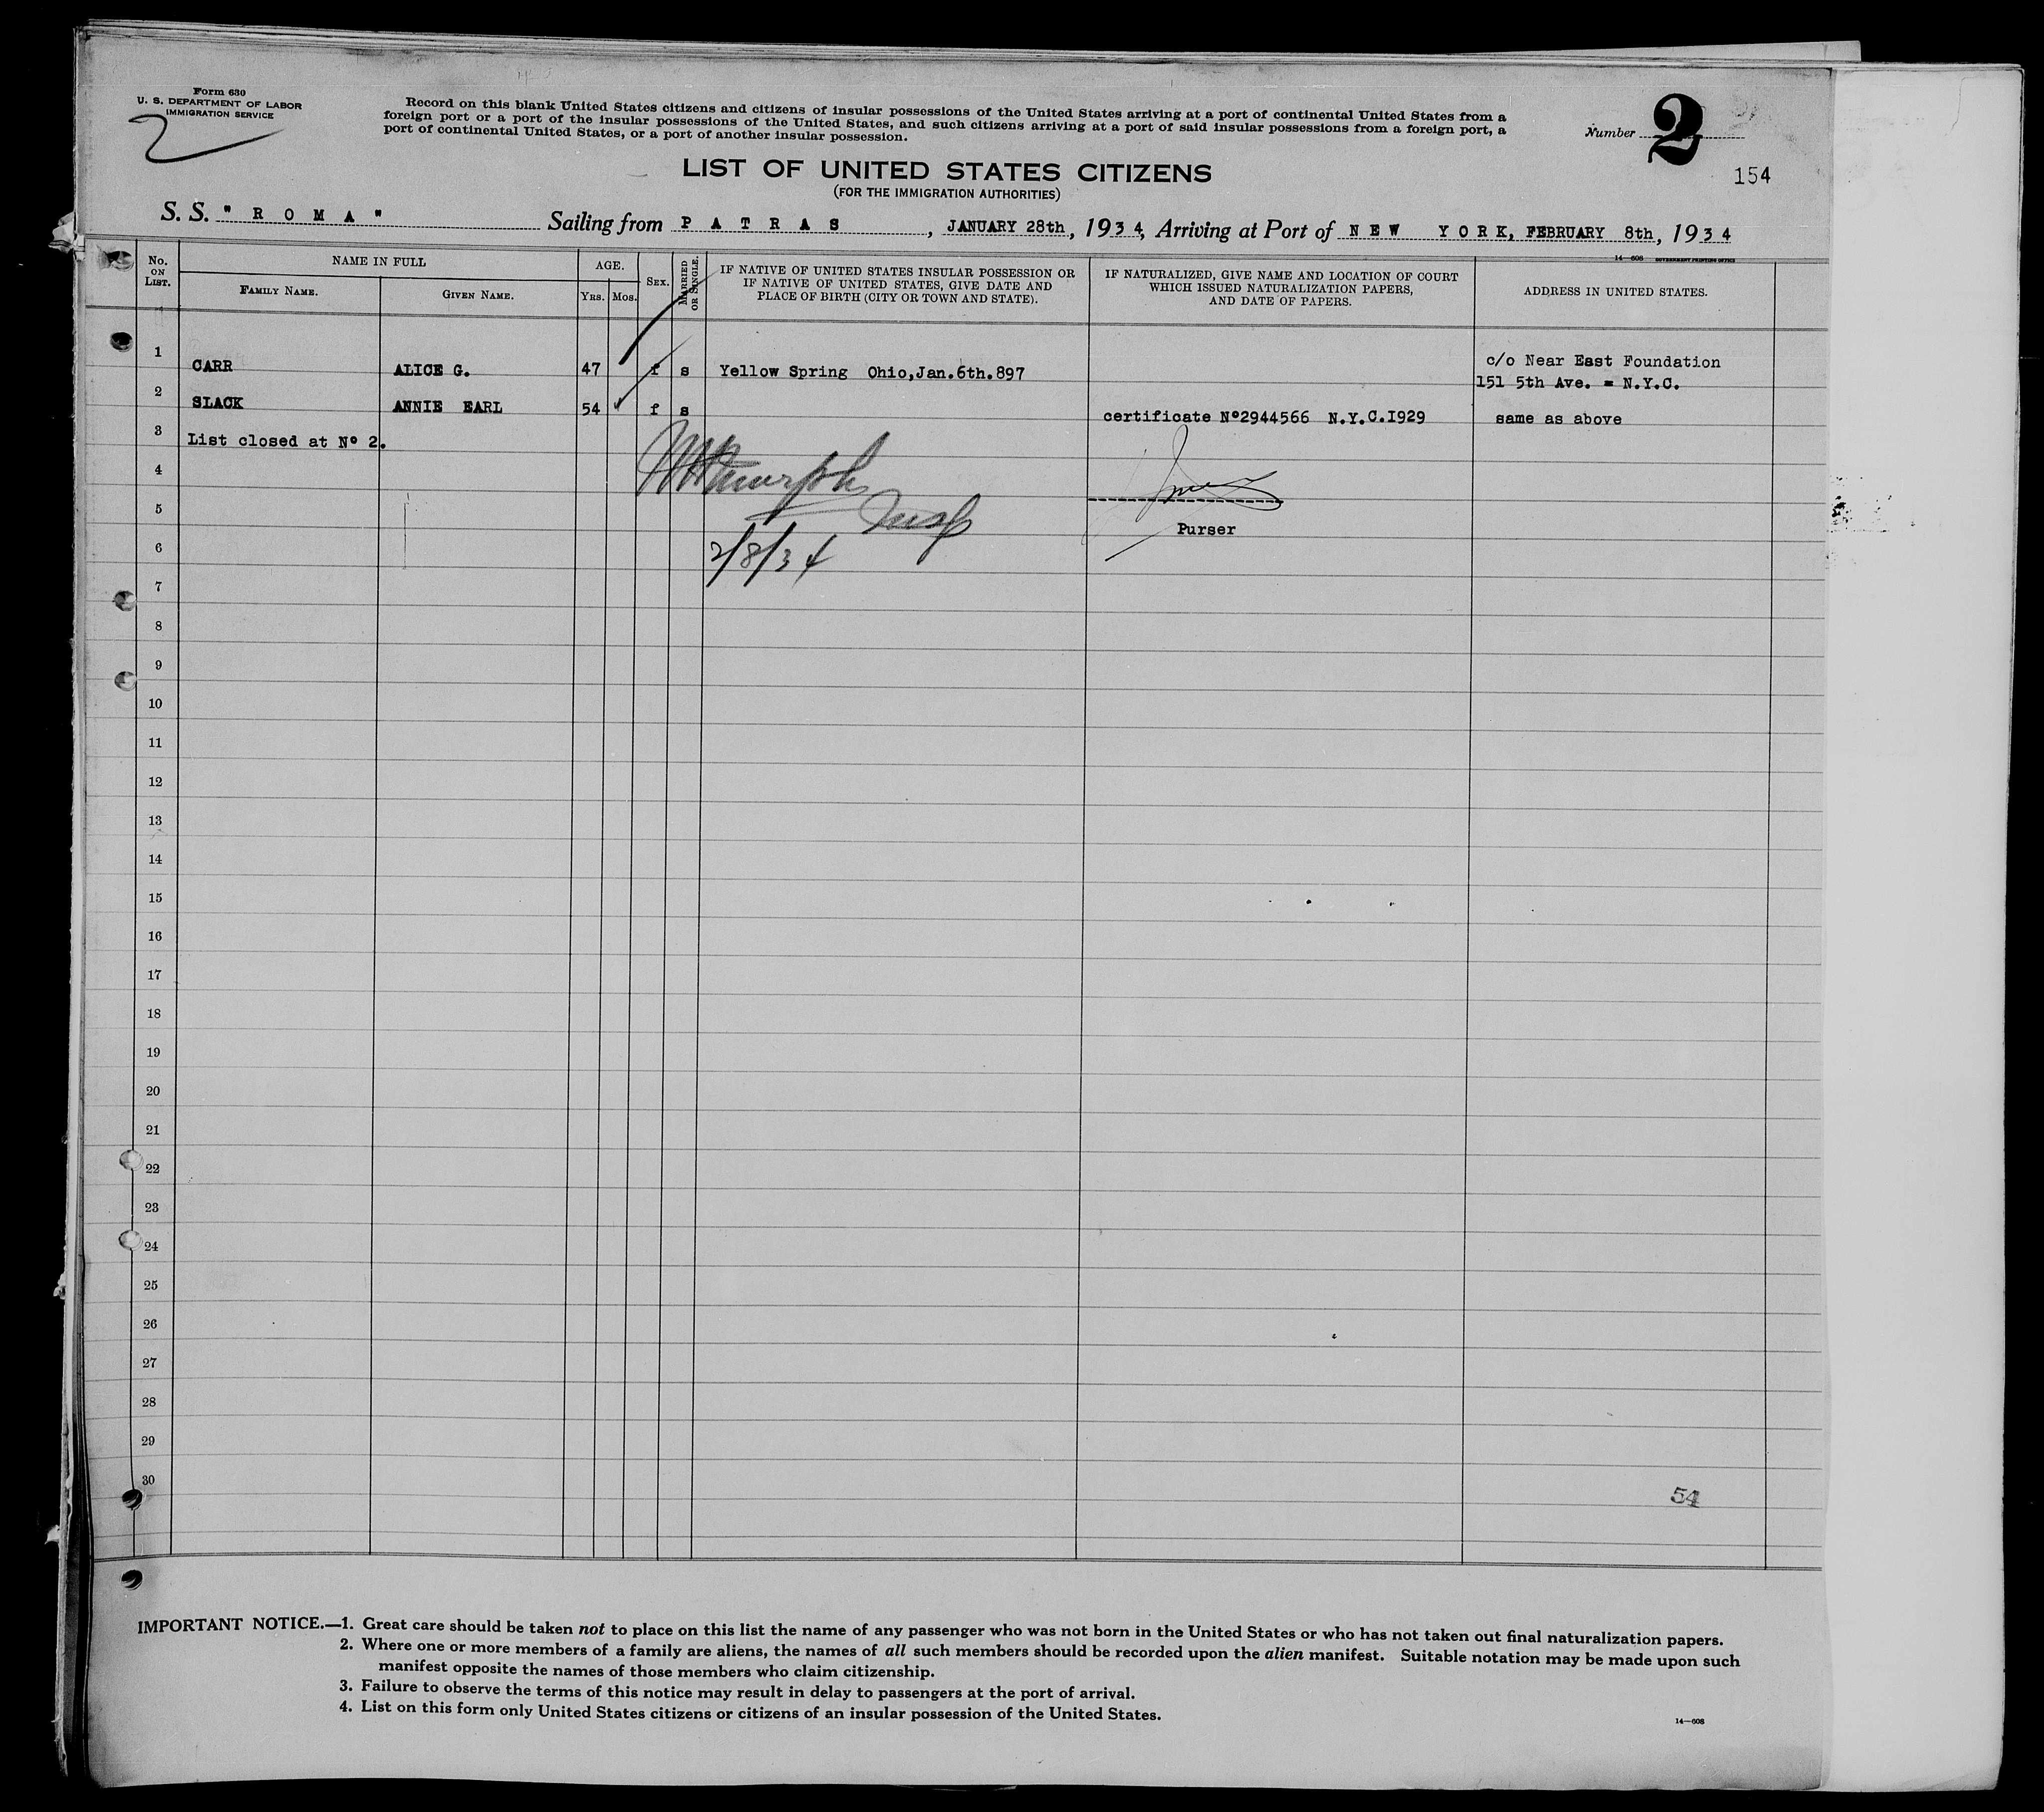 Form 630
U. S. DEPARTMENT OF LABOR
IMMIGRATION SERVICE
2
Record on this blank United States citizens and citizens of insular possessions of the United States arriving at a port of continental United States from a
foreign port or a port of the insular possessions of the United States, and such citizens arriving at a port of said insular possessions from a foreign port, a
port of continental United States, or a port of another insular possession.
Number 2
154
LIST OF UNITED STATES CITIZENS
(FOR THE IMMIGRATION AUTHORITIES)
S. S. "R O M A" Sailing from P A T R A S, JANUARY 28th, 1934, Arriving at Port of N E W Y O R K, FEBRUARY 8th, 1934
14—608 GOVERNMENT PRINTING OFFICE
No. ON LIST.
NAME IN FULL
FAMILY NAME.
GIVEN NAME.
AGE.
YRS.
MOS.
SEX.
MARRIED OR SINGLE.
IF NATIVE OF UNITED STATES INSULAR POSSESSION OR
IF NATIVE OF UNITED STATES, GIVE DATE AND
PLACE OF BIRTH (CITY OR TOWN AND STATE).
IF NATURALIZED, GIVE NAME AND LOCATION OF COURT
WHICH ISSUED NATURALIZATION PAPERS,
AND DATE OF PAPERS.
ADDRESS IN UNITED STATES.
1 CARR ALICE G. 47 f s Yellow Spring Ohio,Jan.6th.897 c/o Near East Foundation
151 5th Ave. = N.Y.C.
2 SLACK ANNIE EARL 54 f s certificate Nº2944566 N.Y.C.I929 same as above
3 List closed at Nº 2.
4
5
Insp
Purser
6
2/8/34
7
8
9
10
11
12
13
14
15
16
17
18
19
20
21
22
23
24
25
26
27
28
29
30
54
IMPORTANT NOTICE.—1. Great care should be taken not to place on this list the name of any passenger who was not born in the United States or who has not taken out final naturalization papers.
2. Where one or more members of a family are aliens, the names of all such members should be recorded upon the alien manifest. Suitable notation may be made upon such
manifest opposite the names of those members who claim citizenship.
3. Failure to observe the terms of this notice may result in delay to passengers at the port of arrival.
4. List on this form only United States citizens or citizens of an insular possession of the United States.
14—608